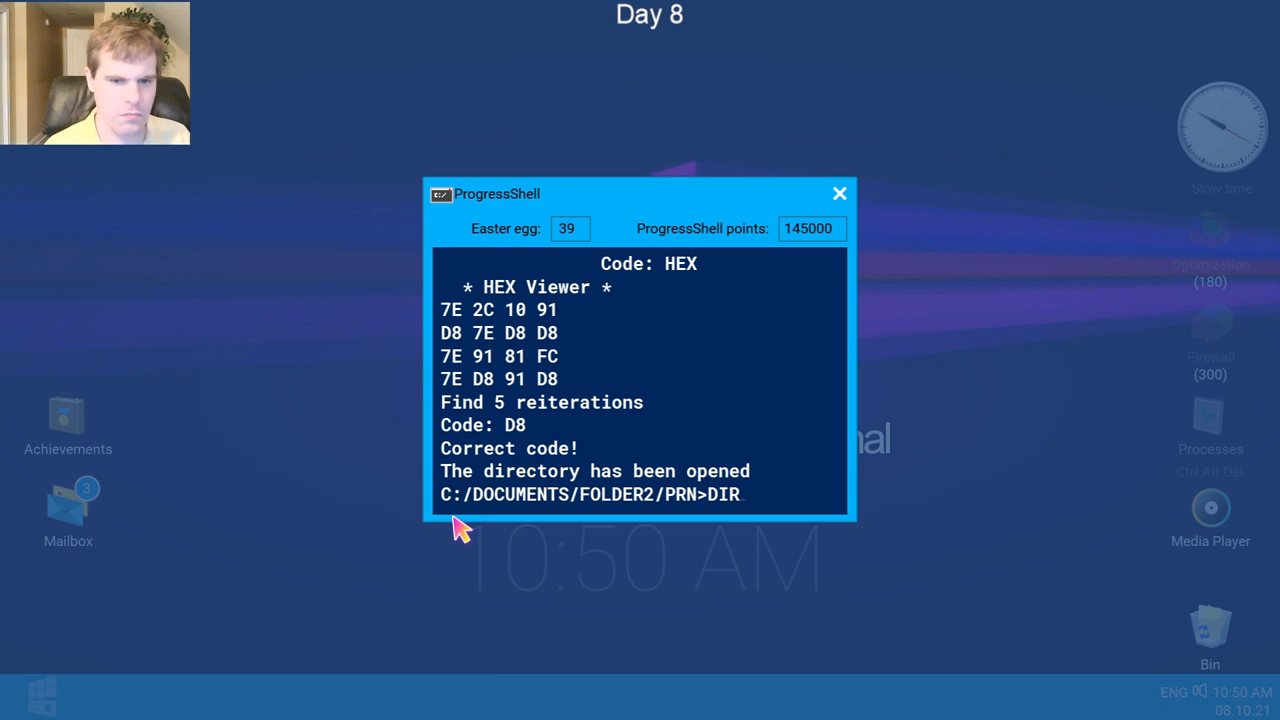 Day 8
ProgressShell
Easter egg: 39 ProgressShell points: 145000
Code: HEX
* HEX Viewer *
7E 2C 10 91
D8 7E D8 D8
7E 91 81 FC
7E D8 91 D8
Find 5 reiterations
Code: D8
Correct code!
The directory has been opened
C:/DOCUMENTS/FOLDER2/PRN>DIR
Achievements
3
Mailbox
nal
10:50 AM
Slow time
Optimization
(180)
Firewall
(300)
Processes
Ctrl Alt Del
Media Player
Bin
ENG 10:50 AM
08.10.21